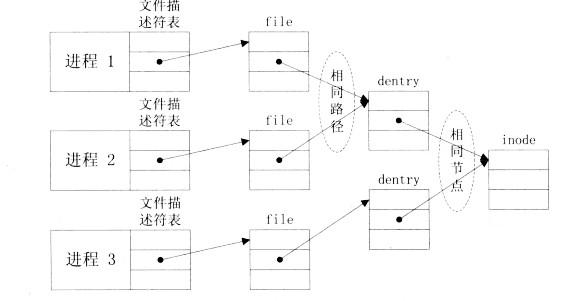 文件描
述符表
file
进程 1
相
同
路
径
dentry
文件描
述符表
file
进程 2
相
同
节
点
inode
dentry
文件描
述符表
file
进程 3